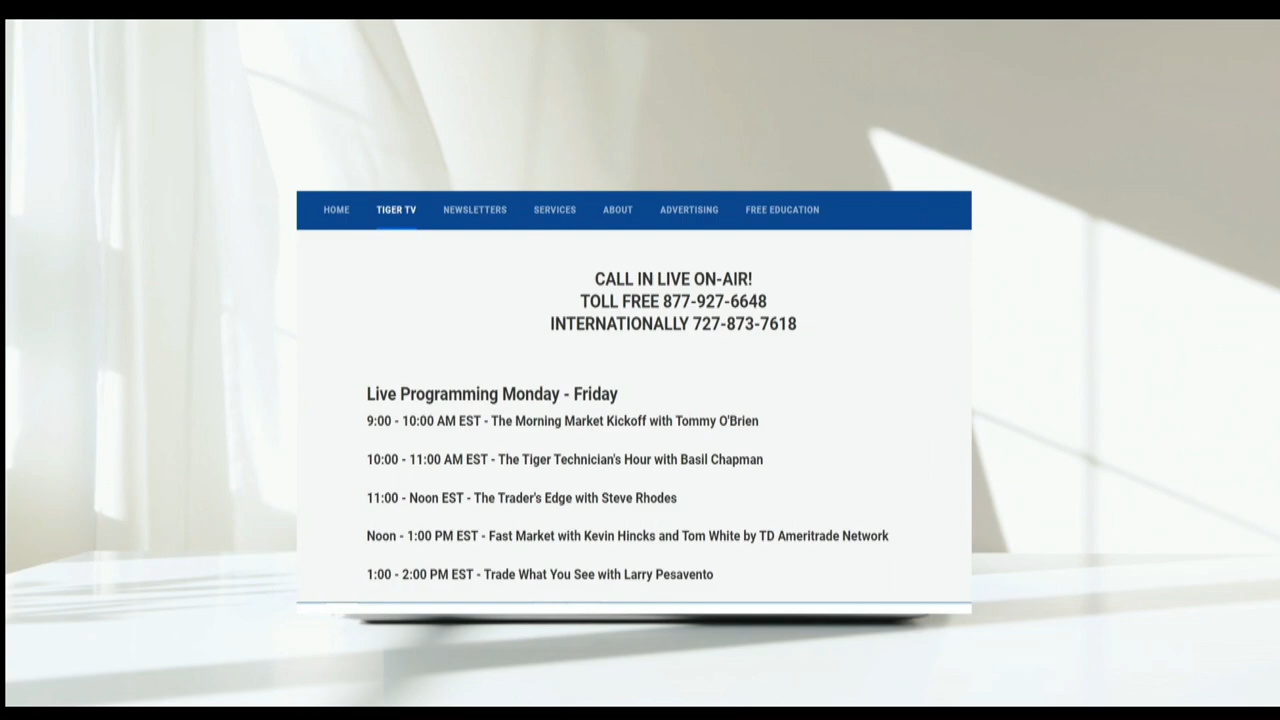 HOME TIGER TV NEWSLETTERS SERVICES ABOUT ADVERTISING FREE EDUCATION
CALL IN LIVE ON-AIR!
TOLL FREE 877-927-6648
INTERNATIONALLY 727-873-7618
Live Programming Monday - Friday
9:00 - 10:00 AM EST - The Morning Market Kickoff with Tommy O'Brien
10:00 - 11:00 AM EST - The Tiger Technician's Hour with Basil Chapman
11:00 - Noon EST - The Trader's Edge with Steve Rhodes
Noon - 1:00 PM EST - Fast Market with Kevin Hincks and Tom White by TD Ameritrade Network
1:00 - 2:00 PM EST - Trade What You See with Larry Pesavento